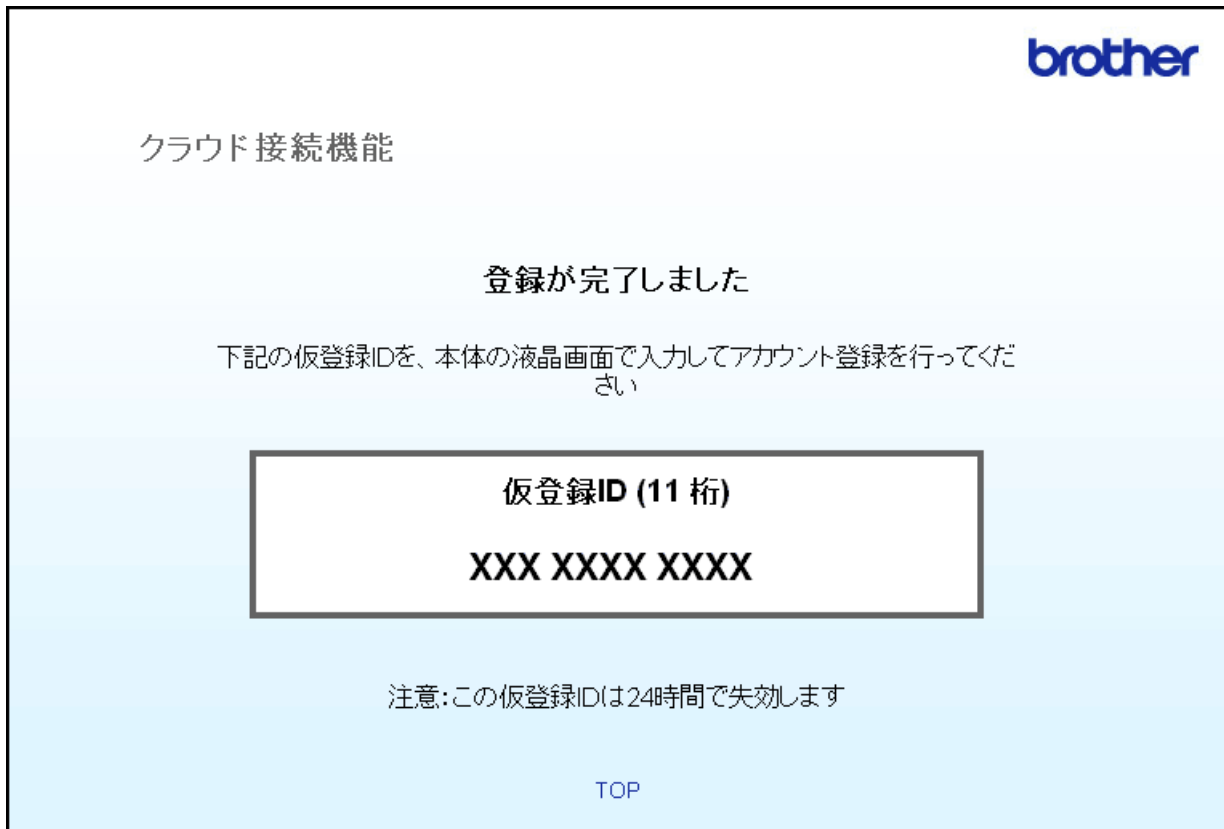 brother
クラウド接続機能
登録が完了しました
下記の仮登録IDを、本体の液晶画面で入力してアカウント登録を行ってくだ
さい
仮登録ID (11 桁)
XXX XXXX XXXX
注意:この仮登録IDは24時間で失効します
TOP